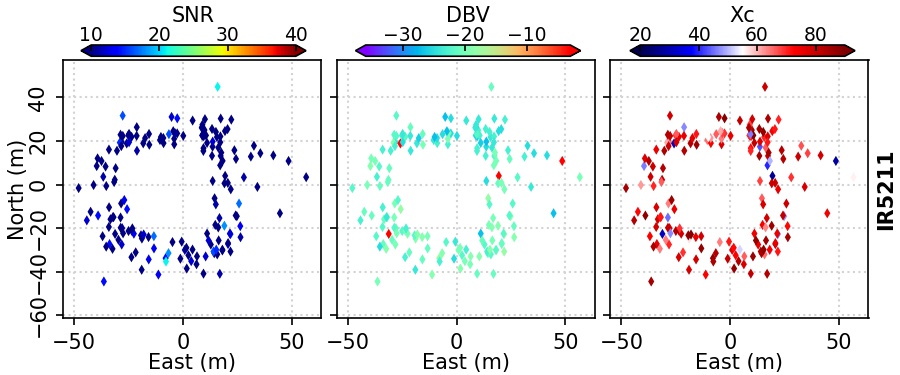 SNR DBV Xc
10 20 30 40 −30 −20 −10 20 40 60 80
North (m)
40
20
0
−20
−40
−60
−50 0 50 −50 0 50 −50 0 50
East (m) East (m) East (m)
IR5211